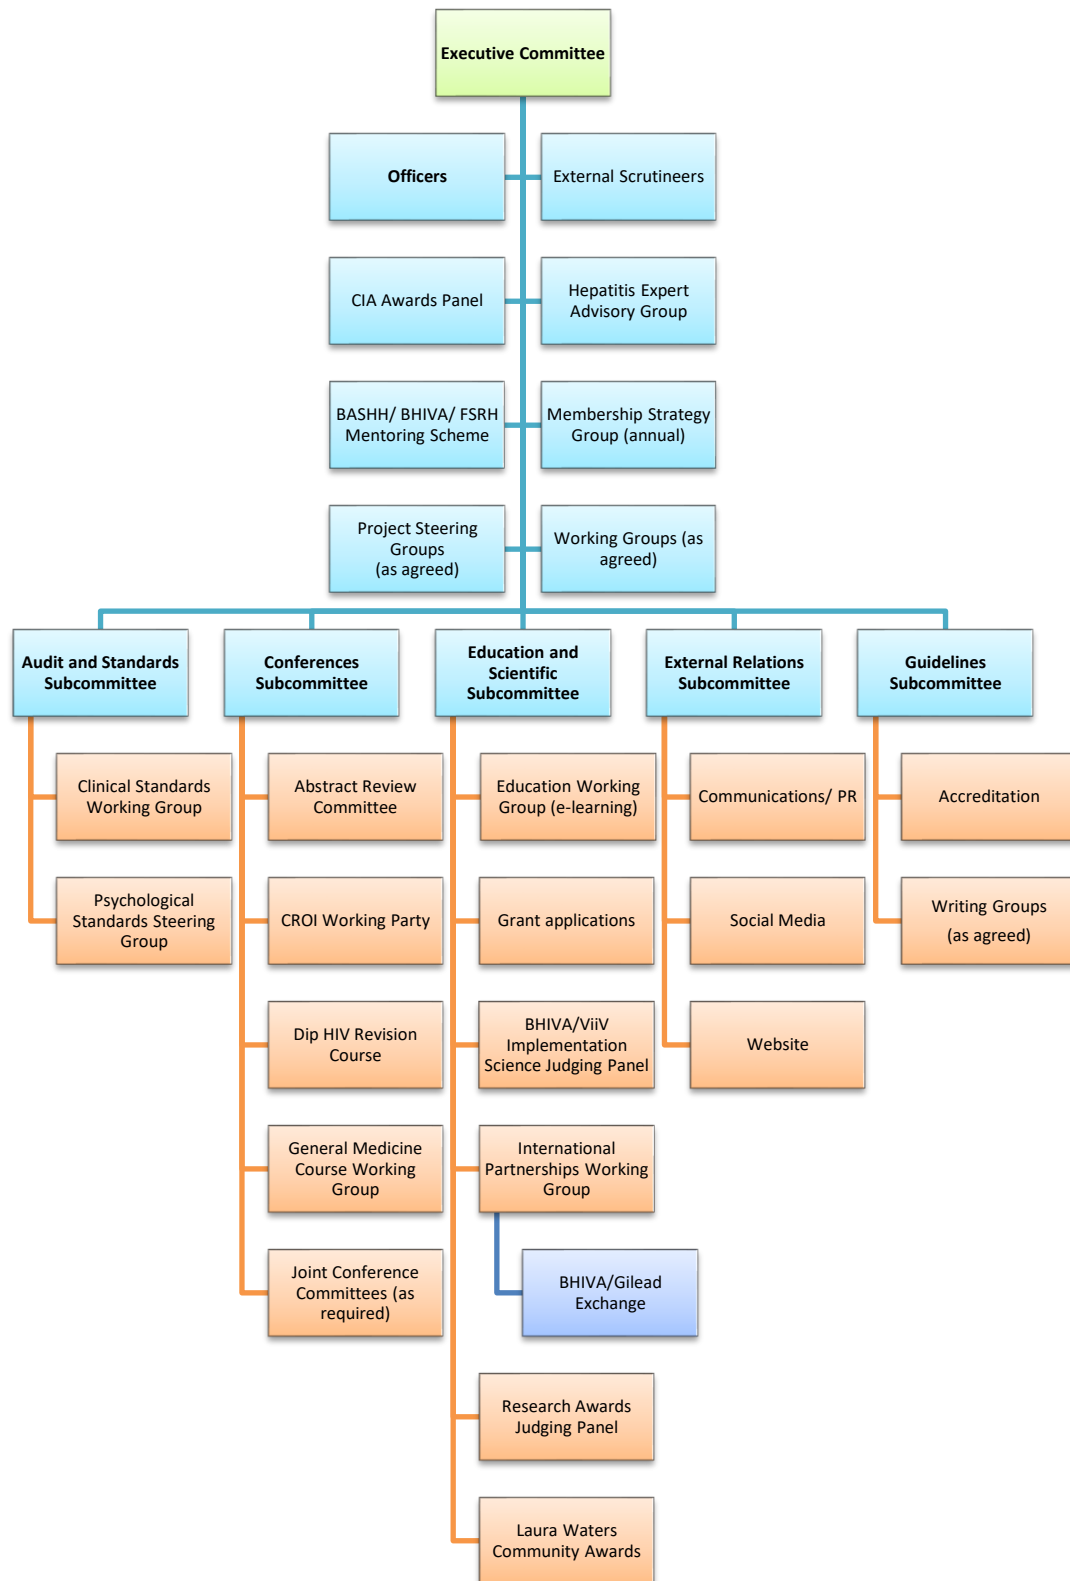 Executive Committee
Officers
External Scrutineers
CIA Awards Panel
Hepatitis Expert
Advisory Group
BASHH/ BHIVA/ FSRH
Mentoring Scheme
Membership Strategy
Group (annual)
Project Steering
Groups
(as agreed)
Working Groups (as
agreed)
Audit and Standards
Subcommittee
Conferences
Subcommittee
Education and
Scientific
Subcommittee
External Relations
Subcommittee
Guidelines
Subcommittee
Clinical Standards
Working Group
Psychological
Standards Steering
Group
Abstract Review
Committee
CROI Working Party
Dip HIV Revision
Course
General Medicine
Course Working
Group
Joint Conference
Committees (as
required)
Education Working
Group (e-learning)
Grant applications
BHIVA/ViiV
Implementation
Science Judging Panel
International
Partnerships Working
Group
BHIVA/Gilead
Exchange
Research Awards
Judging Panel
Laura Waters
Community Awards
Communications/ PR
Social Media
Website
Accreditation
Writing Groups
(as agreed)